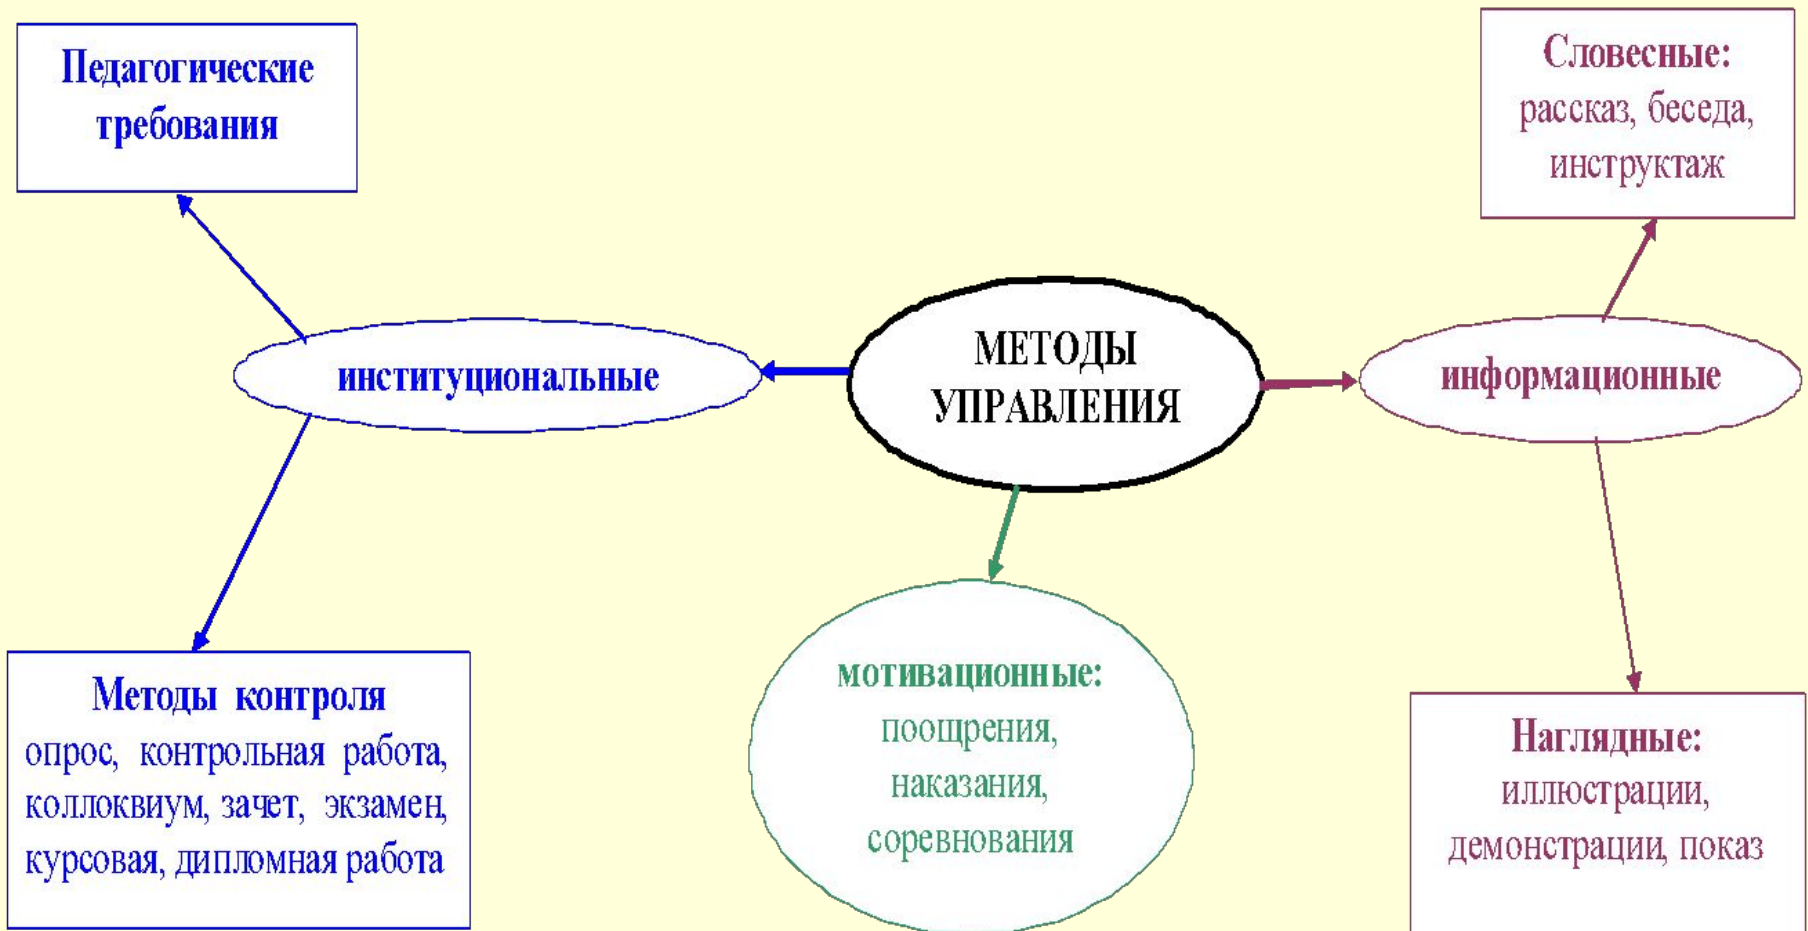 Педагогические
требования
Словесные:
рассказ, беседа,
инструктаж
институциональные
МЕТОДЫ
УПРАВЛЕНИЯ
информационные
Методы контроля
опрос, контрольная работа,
коллоквиум, зачет, экзамен,
курсовая, дипломная работа
мотивационные:
поощрения,
наказания,
соревнования
Наглядные:
иллюстрации,
демонстрации, показ